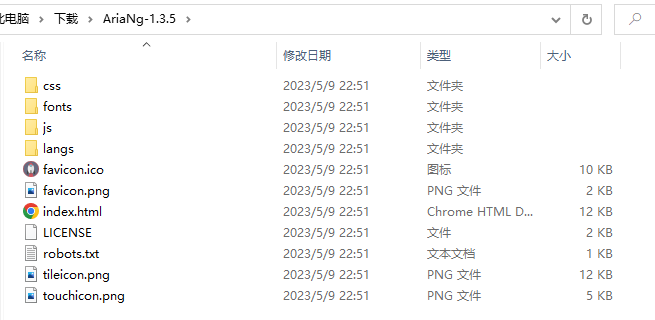 比电脑 > 下载 > AriaNg-1.3.5
名称 修改日期 类型 大小
css 2023/5/9 22:51 文件夹
fonts 2023/5/9 22:51 文件夹
js 2023/5/9 22:51 文件夹
langs 2023/5/9 22:51 文件夹
favicon.ico 2023/5/9 22:51 图标 10 KB
favicon.png 2023/5/9 22:51 PNG 文件 2 KB
index.html 2023/5/9 22:51 Chrome HTML D... 12 KB
LICENSE 2023/5/9 22:51 文件 2 KB
robots.txt 2023/5/9 22:51 文本文档 1 KB
tileicon.png 2023/5/9 22:51 PNG 文件 12 KB
touchicon.png 2023/5/9 22:51 PNG 文件 5 KB